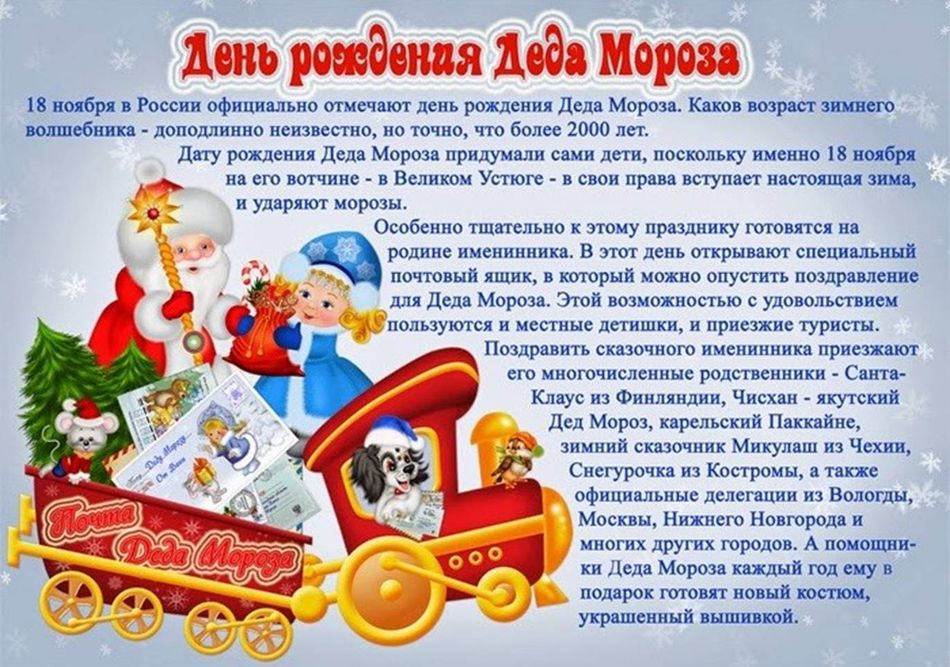 День рождения Деда Мороза
18 ноября в России официально отмечают день рождения Деда Мороза. Каков возраст зимнего
волшебника - доподлинно неизвестно, но точно, что более 2000 лет.
Дату рождения Деда Мороза придумали сами дети, поскольку именно 18 ноября
на его вотчине - в Великом Устюге - в свои права вступает настоящая зима,
и ударяют морозы.
Особенно тщательно к этому празднику готовятся на
родине именинника. В этот день открывают специальный
почтовый ящик, в который можно опустить поздравление
для Деда Мороза. Этой возможностью с удовольствием
пользуются и местные детишки, и приезжие туристы.
Поздравить сказочного именинника приезжают
его многочисленные родственники - Санта-
Клаус из Финляндии, Чисхан - якутский
Дед Мороз, карельский Паккайне,
зимний сказочник Микулаш из Чехии,
Снегурочка из Костромы, а также
официальные делегации из Вологды,
Москвы, Нижнего Новгорода и
многих других городов. А помощни-
ки Деда Мороза каждый год ему в
подарок готовят новый костюм,
украшенный вышивкой.
Деду Морозу
От Вани
Почта
Деда Мороза